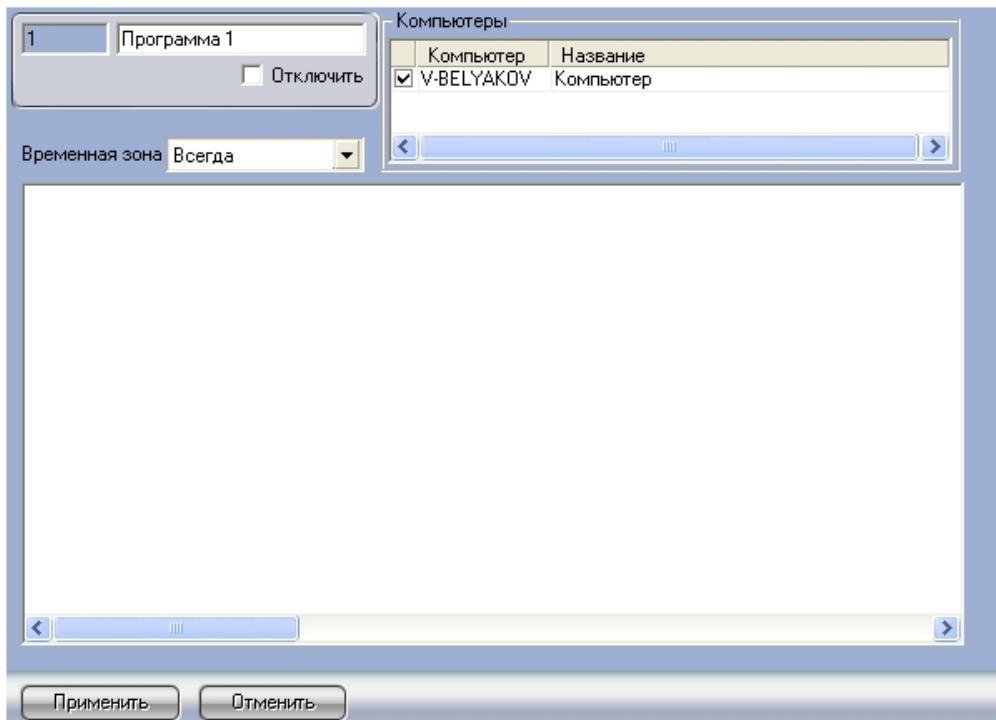 1
Программа 1
Отключить
Компьютеры
Компьютер Название
V-BELYAKOV Компьютер
Временная зона Всегда
Применить Отменить